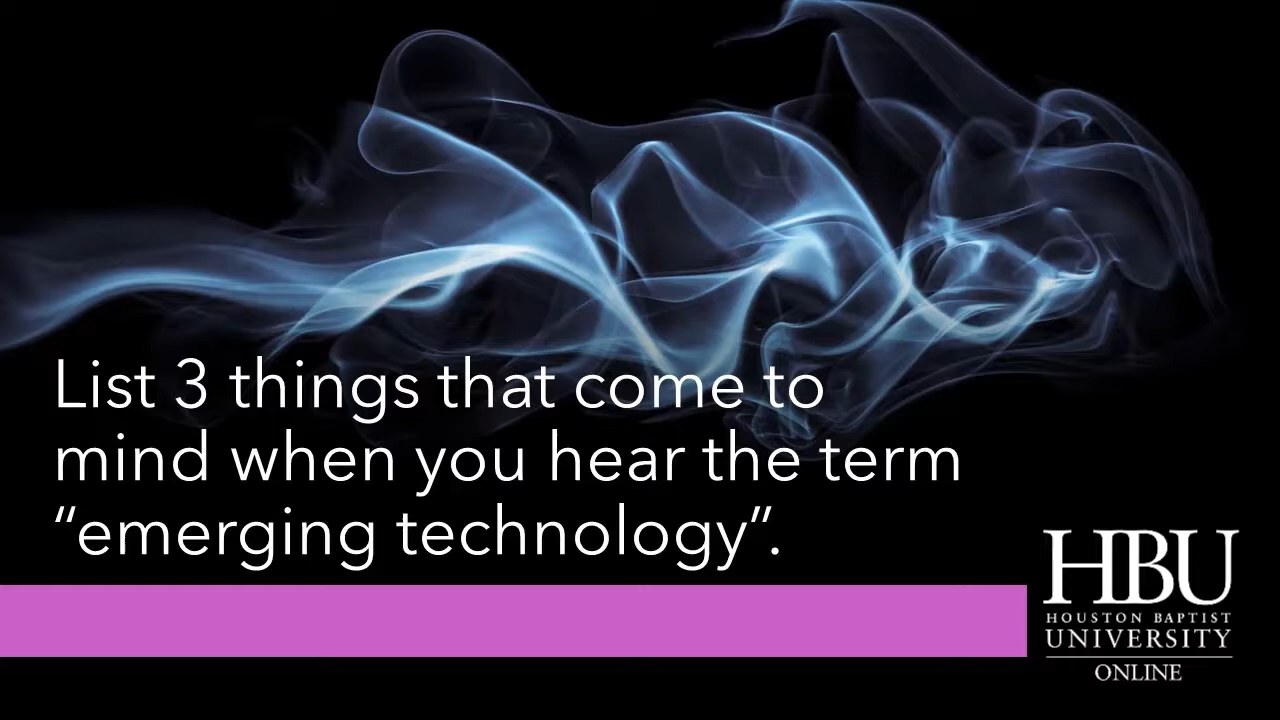 List 3 things that come to
mind when you hear the term
“emerging technology”.
HBU
HOUSTON BAPTIST
UNIVERSITY
ONLINE